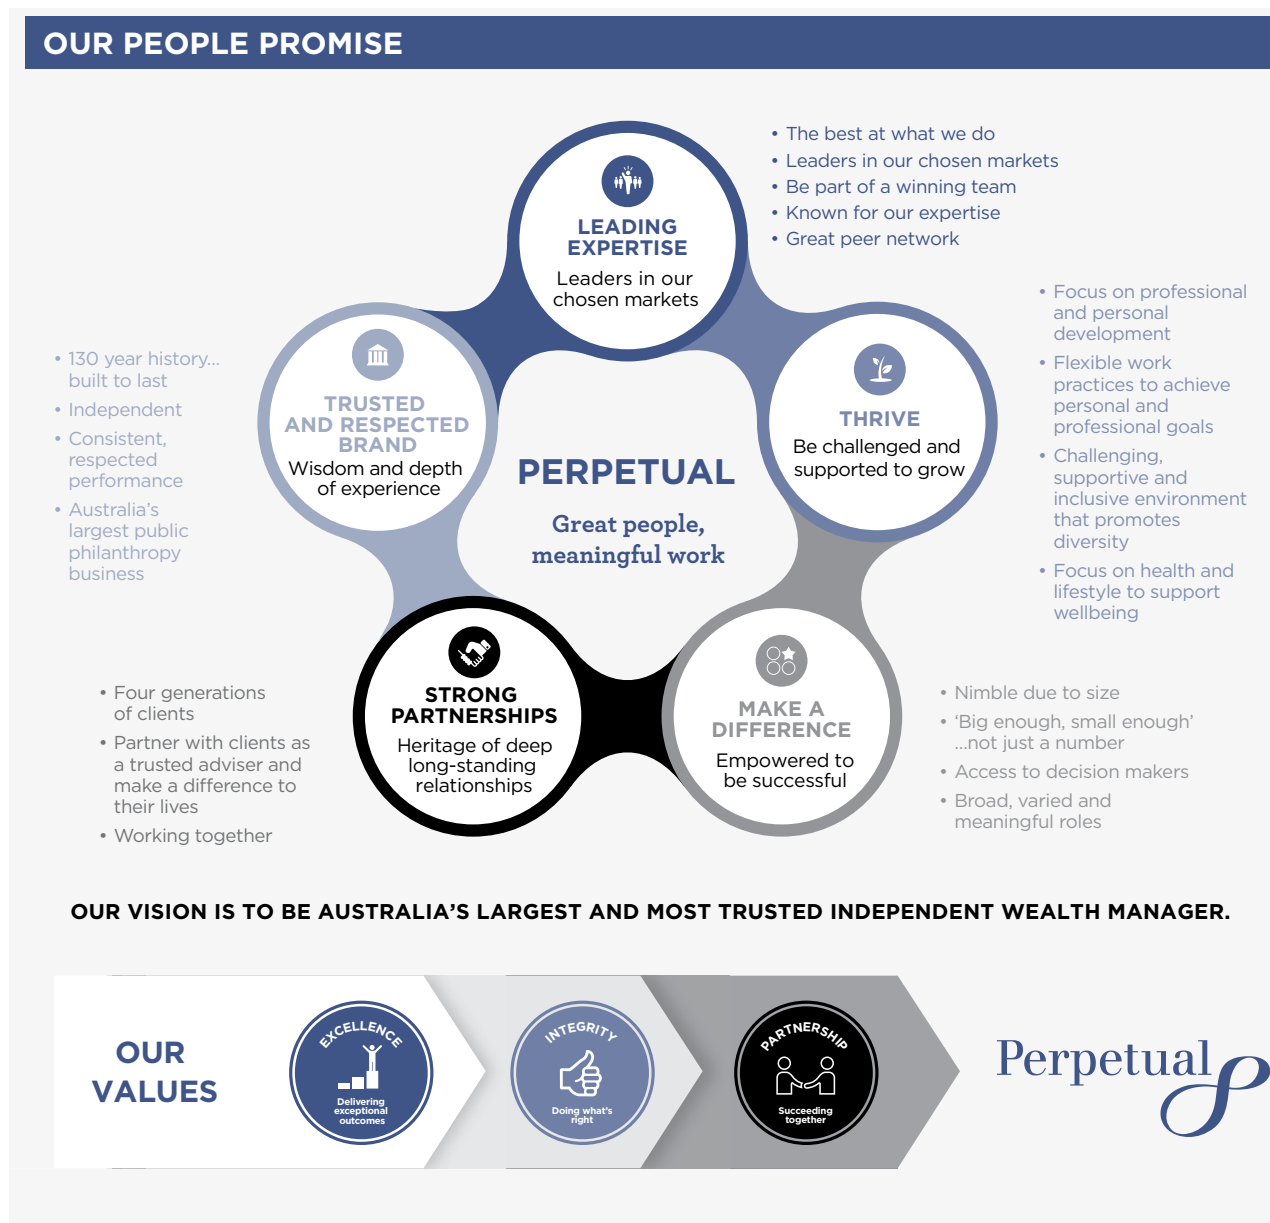 OUR PEOPLE PROMISE
LEADING
EXPERTISE
Leaders in our
chosen markets
• The best at what we do
• Leaders in our chosen markets
• Be part of a winning team
• Known for our expertise
• Great peer network
THRIVE
Be challenged and
supported to grow
• Focus on professional
and personal
development
• Flexible work
practices to achieve
personal and
professional goals
• Challenging,
supportive and
inclusive environment
that promotes
diversity
• Focus on health and
lifestyle to support
wellbeing
• 130 year history...
built to last
• Independent
• Consistent,
respected
performance
• Australia’s
largest public
philanthropy
business
TRUSTED
AND RESPECTED
BRAND
Wisdom and depth
of experience
PERPETUAL
Great people,
meaningful work
• Four generations
of clients
• Partner with clients as
a trusted adviser and
make a difference to
their lives
• Working together
STRONG
PARTNERSHIPS
Heritage of deep
long-standing
relationships
MAKE A
DIFFERENCE
Empowered to
be successful
• Nimble due to size
• ‘Big enough, small enough’
...not just a number
• Access to decision makers
• Broad, varied and
meaningful roles
OUR VISION IS TO BE AUSTRALIA’S LARGEST AND MOST TRUSTED INDEPENDENT WEALTH MANAGER.
OUR
VALUES
EXCELLENCE
Delivering
exceptional
outcomes
INTEGRITY
Doing what’s
right
PARTNERSHIP
Succeeding
together
Perpetual